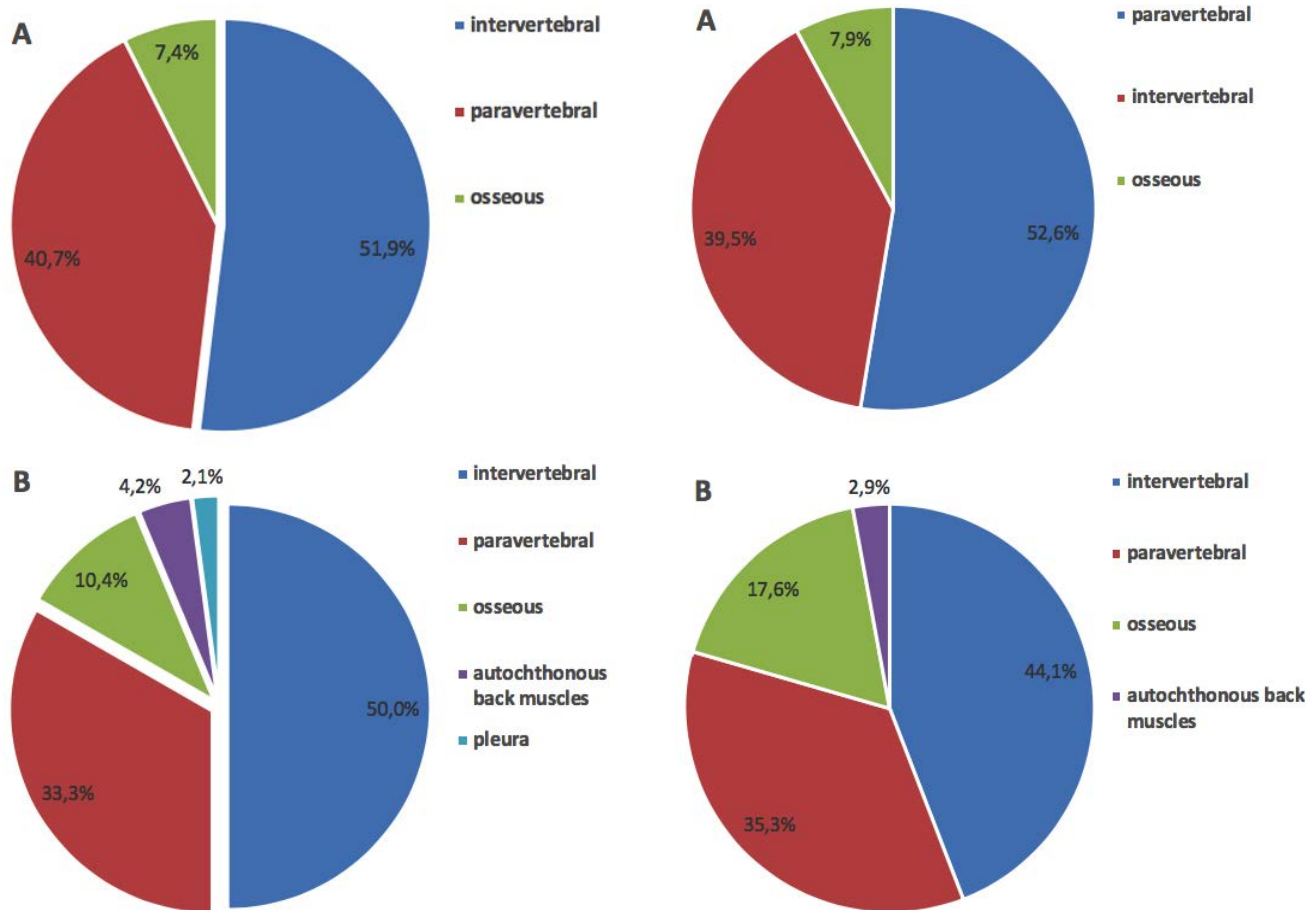 A
7,4%
40,7%
51,9%
intervertebral
paravertebral
osseous
A
7,9%
39,5%
52,6%
paravertebral
intervertebral
osseous
B
4,2%
2,1%
10,4%
33,3%
50,0%
intervertebral
paravertebral
osseous
autochthonous
back muscles
pleura
B
2,9%
17,6%
35,3%
44,1%
intervertebral
paravertebral
osseous
autochthonous back
muscles